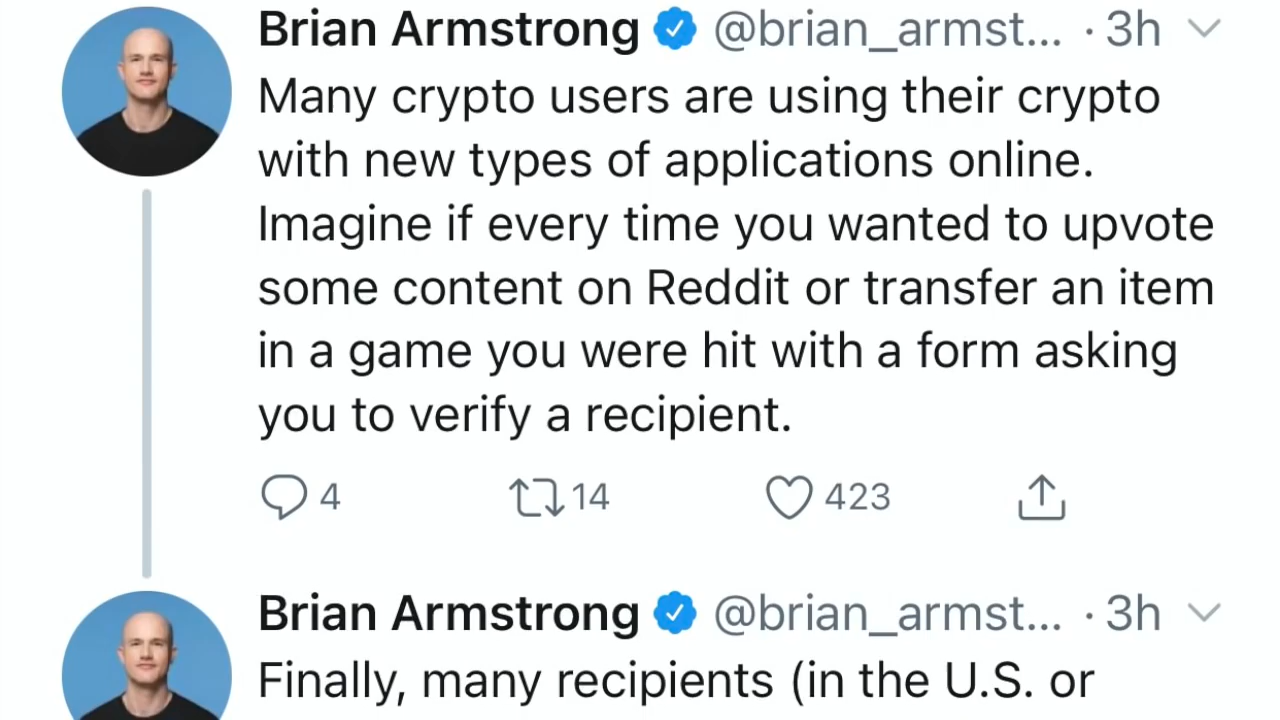 Brian Armstrong @brian_armst... · 3h
Many crypto users are using their crypto
with new types of applications online.
Imagine if every time you wanted to upvote
some content on Reddit or transfer an item
in a game you were hit with a form asking
you to verify a recipient.
4 14 423
Brian Armstrong @brian_armst... · 3h
Finally, many recipients (in the U.S. or